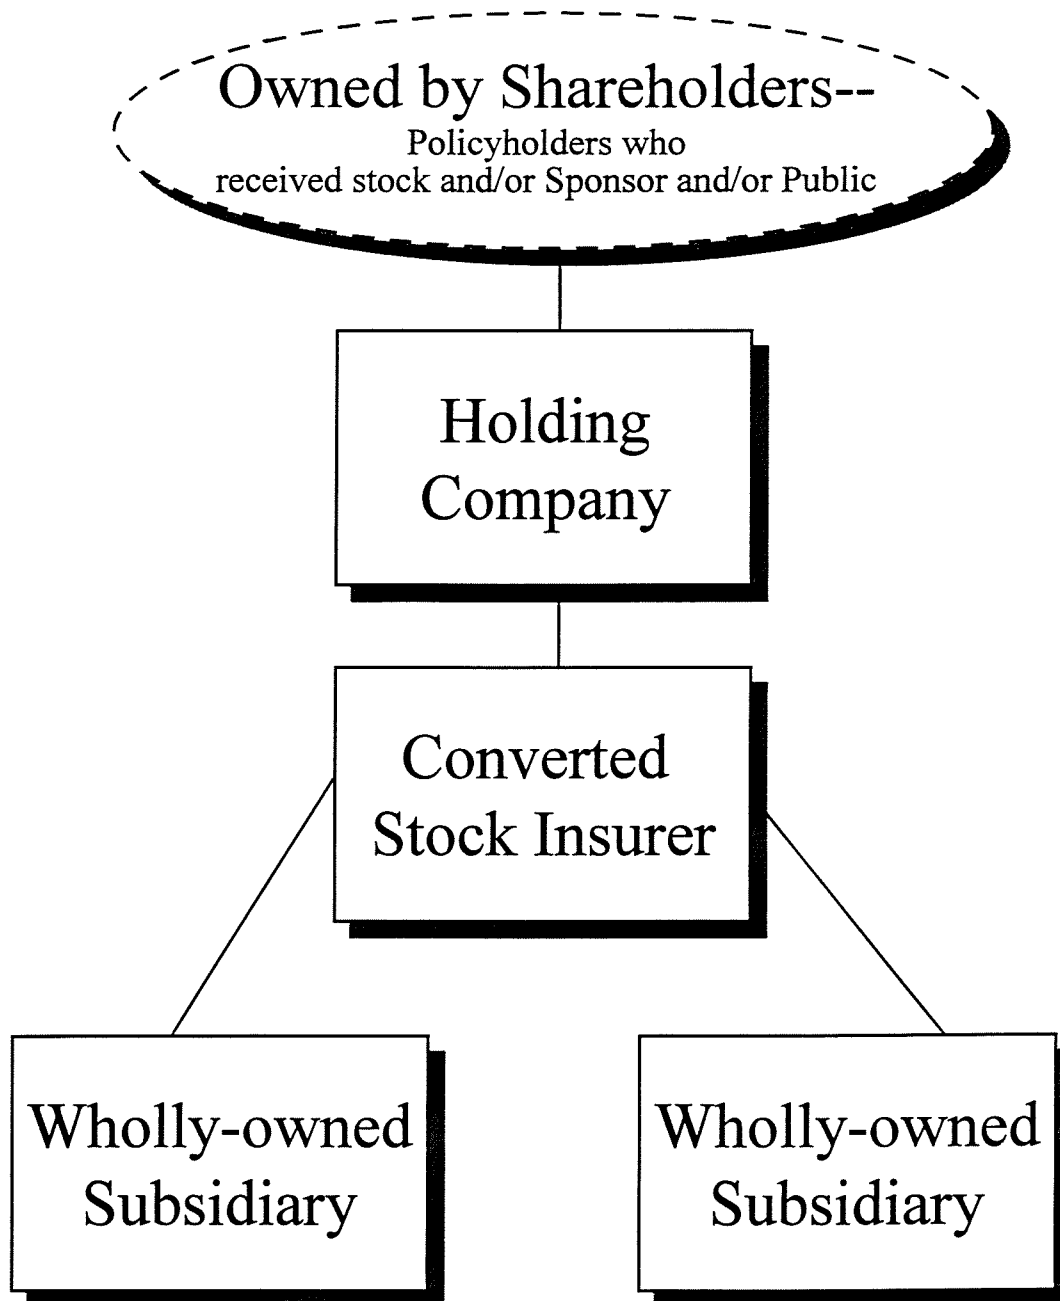 Owned by Shareholders--
Policyholders who
received stock and/or Sponsor and/or Public
Holding
Company
Converted
Stock Insurer
Wholly-owned
Subsidiary
Wholly-owned
Subsidiary